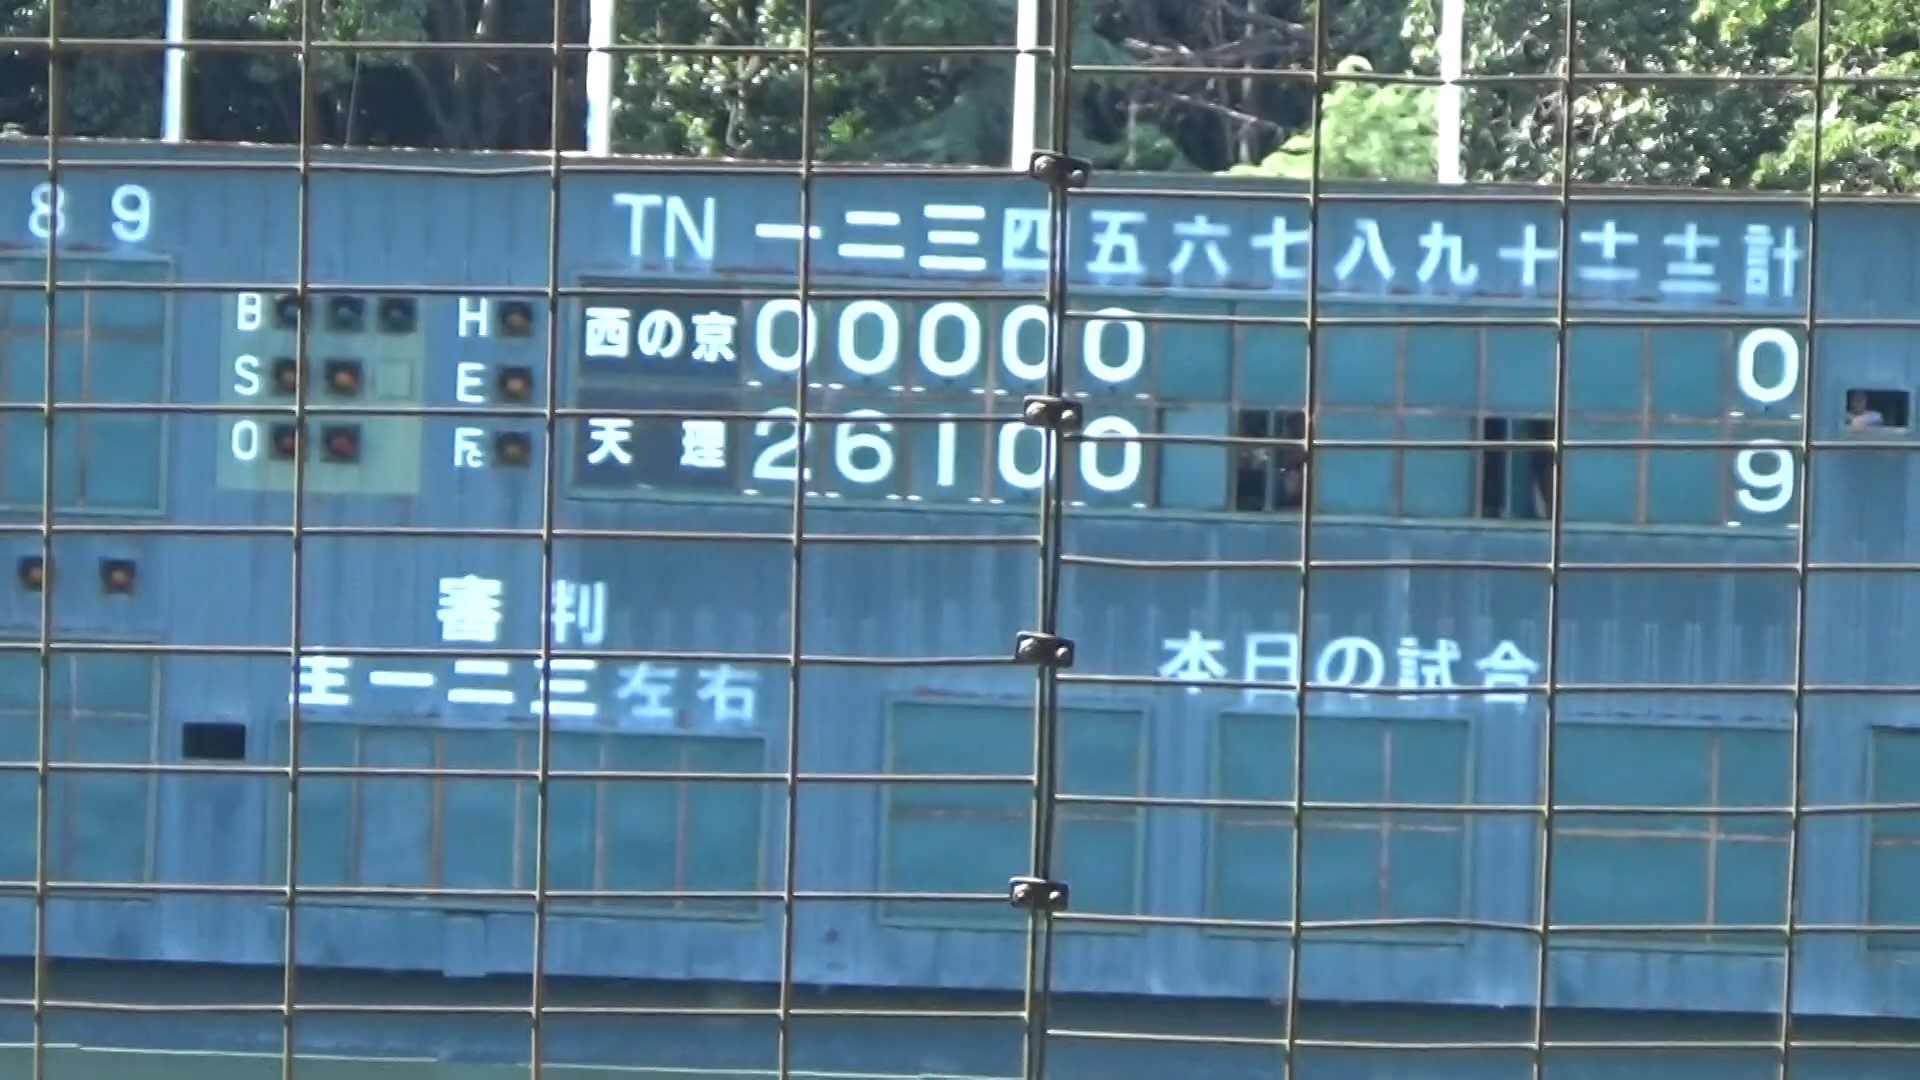 8 9
TN 一 二 三 四 五 六 七 八 九 十 十一 十二 計
B H 西の京 0 0 0 0 0 0
S E
O Fc 天理 2 6 1 0 0 9
審判
主 一 二 三 左 右
本日の試合